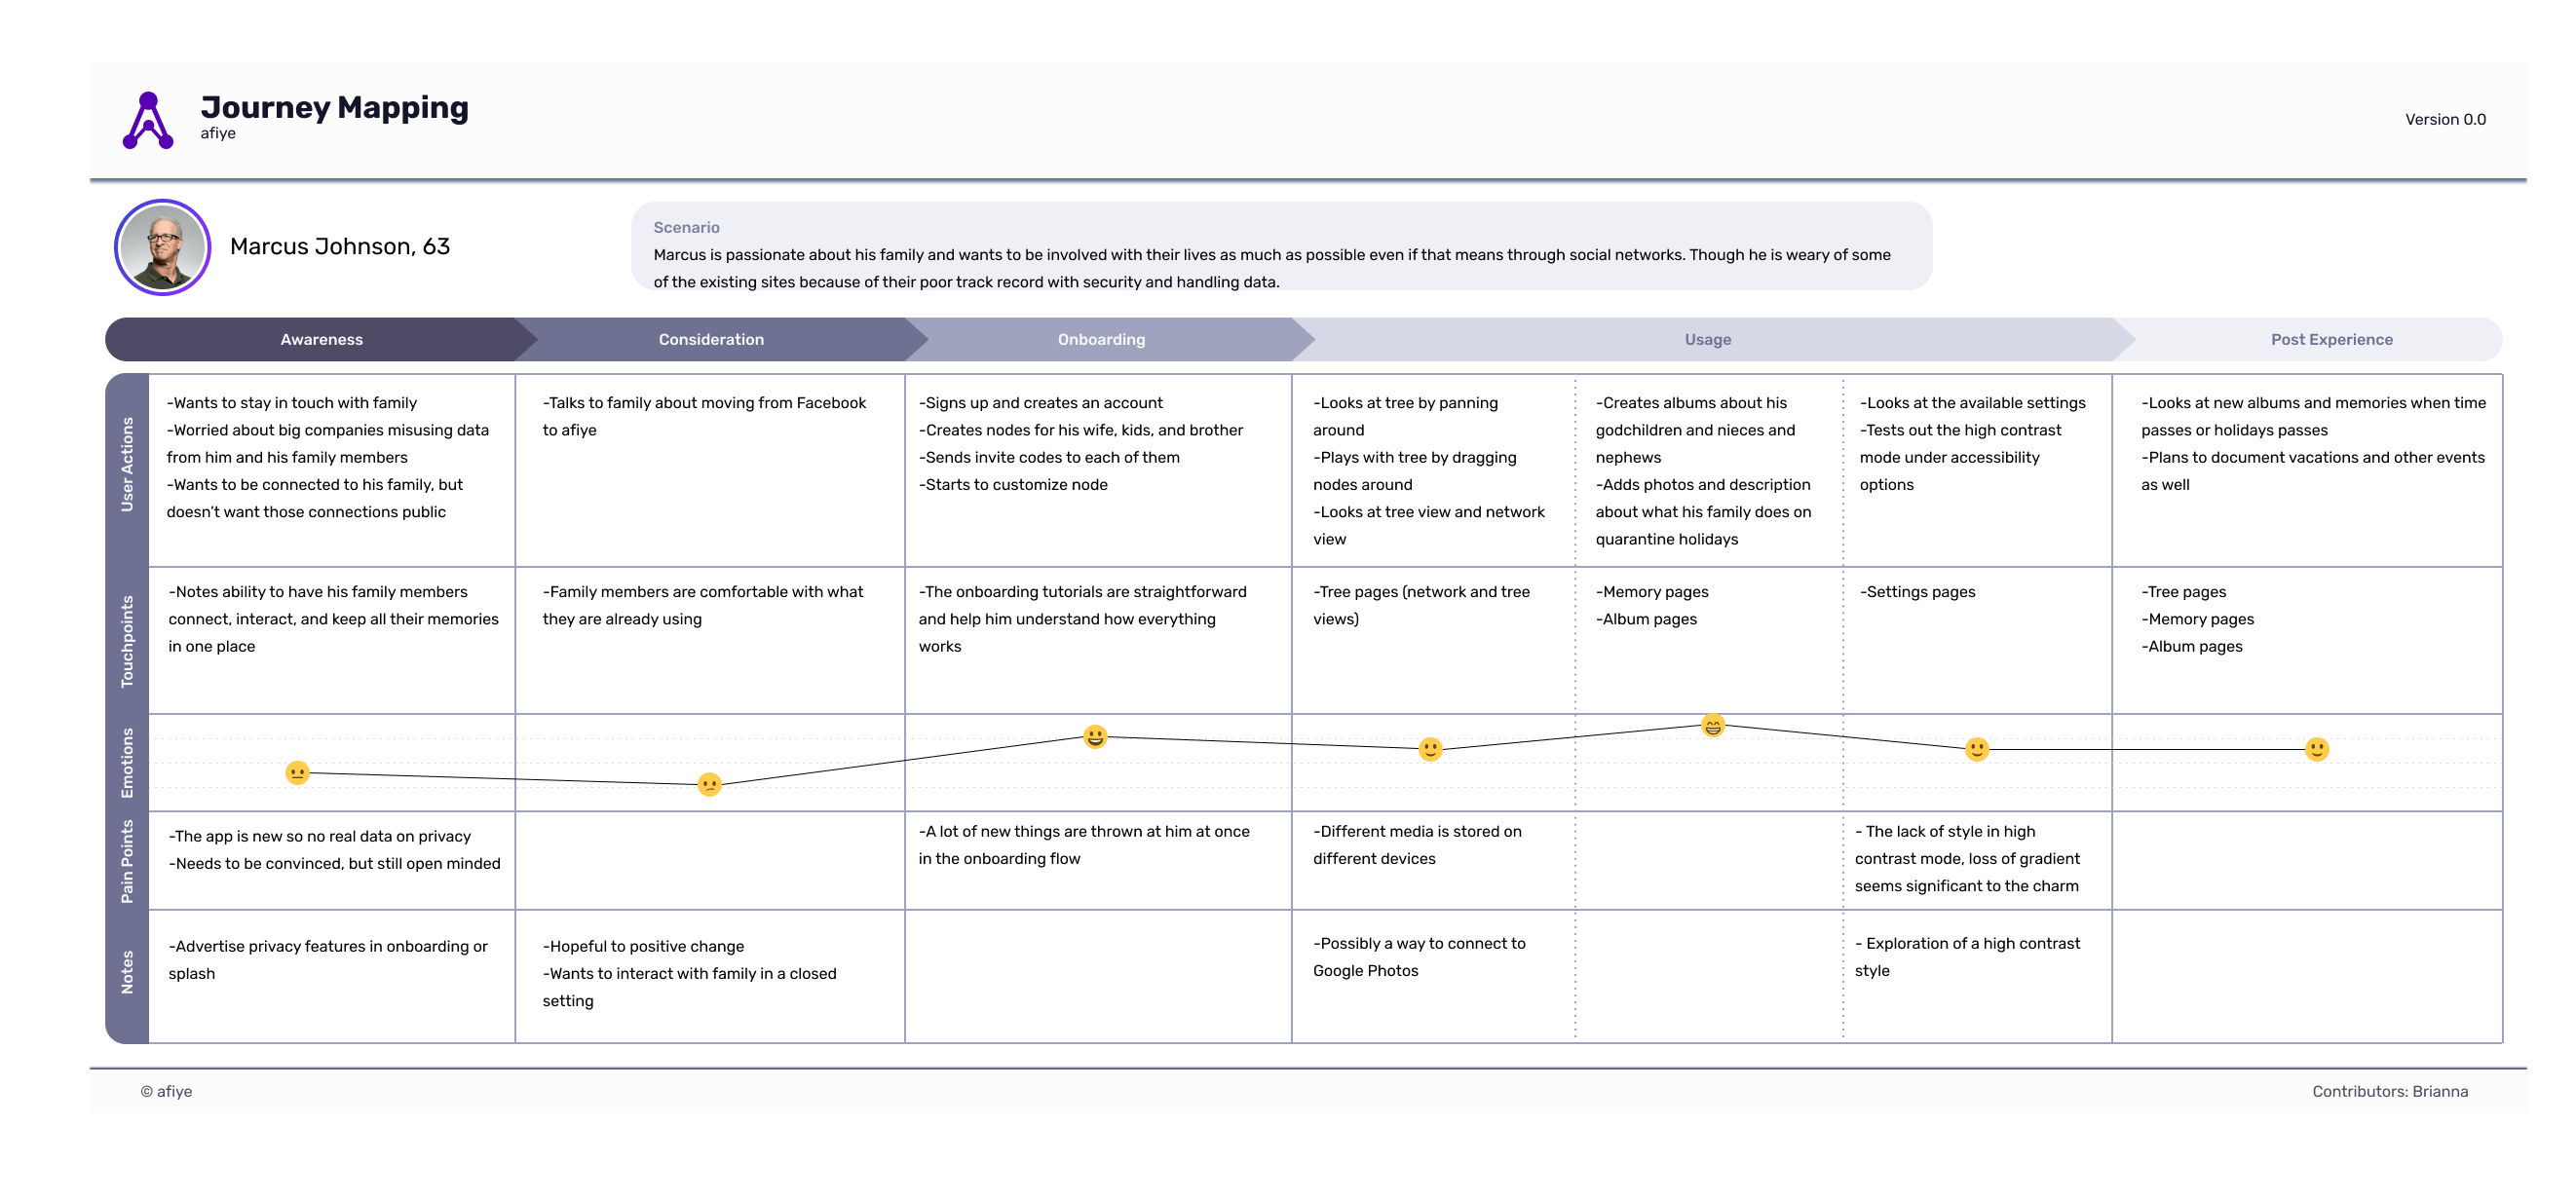 Journey Mapping
afiye
Version 0.0
Marcus Johnson, 63
Scenario
Marcus is passionate about his family and wants to be involved with their lives as much as possible even if that means through social networks. Though he is weary of some
of the existing sites because of their poor track record with security and handling data.
Awareness
Consideration
Onboarding
Usage
Post Experience
User Actions
-Wants to stay in touch with family
-Worried about big companies misusing data
from him and his family members
-Wants to be connected to his family, but
doesn’t want those connections public
-Talks to family about moving from Facebook
to afiye
-Signs up and creates an account
-Creates nodes for his wife, kids, and brother
-Sends invite codes to each of them
-Starts to customize node
-Looks at tree by panning
around
-Plays with tree by dragging
nodes around
-Looks at tree view and network
view
-Creates albums about his
godchildren and nieces and
nephews
-Adds photos and description
about what his family does on
quarantine holidays
-Looks at the available settings
-Tests out the high contrast
mode under accessibility
options
-Looks at new albums and memories when time
passes or holidays passes
-Plans to document vacations and other events
as well
Touchpoints
-Notes ability to have his family members
connect, interact, and keep all their memories
in one place
-Family members are comfortable with what
they are already using
-The onboarding tutorials are straightforward
and help him understand how everything
works
-Tree pages (network and tree
views)
-Memory pages
-Album pages
-Settings pages
-Tree pages
-Memory pages
-Album pages
Emotions
Pain Points
-The app is new so no real data on privacy
-Needs to be convinced, but still open minded
-A lot of new things are thrown at him at once
in the onboarding flow
-Different media is stored on
different devices
- The lack of style in high
contrast mode, loss of gradient
seems significant to the charm
Notes
-Advertise privacy features in onboarding or
splash
-Hopeful to positive change
-Wants to interact with family in a closed
setting
-Possibly a way to connect to
Google Photos
- Exploration of a high contrast
style
© afiye
Contributors: Brianna